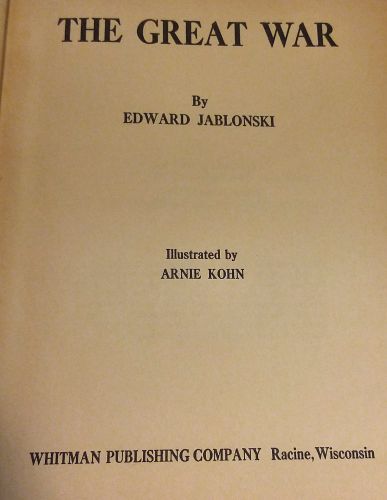 THE GREAT WAR
By
EDWARD JABLONSKI
Illustrated by
ARNIE KOHN
WHITMAN PUBLISHING COMPANY Racine, Wisconsin